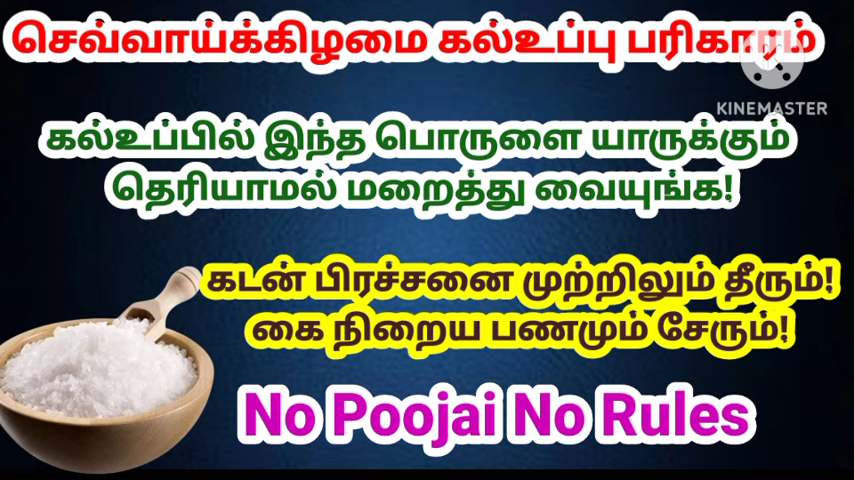 செவ்வாய்க்கிழமை கல்உப்பு பரிகாரம்
KINEMASTER
கல்உப்பில் இந்த பொருளை யாருக்கும்
தெரியாமல் மறைத்து வையுங்க!
கடன் பிரச்சனை முற்றிலும் தீரும்!
கை நிறைய பணமும் சேரும்!
No Poojai No Rules